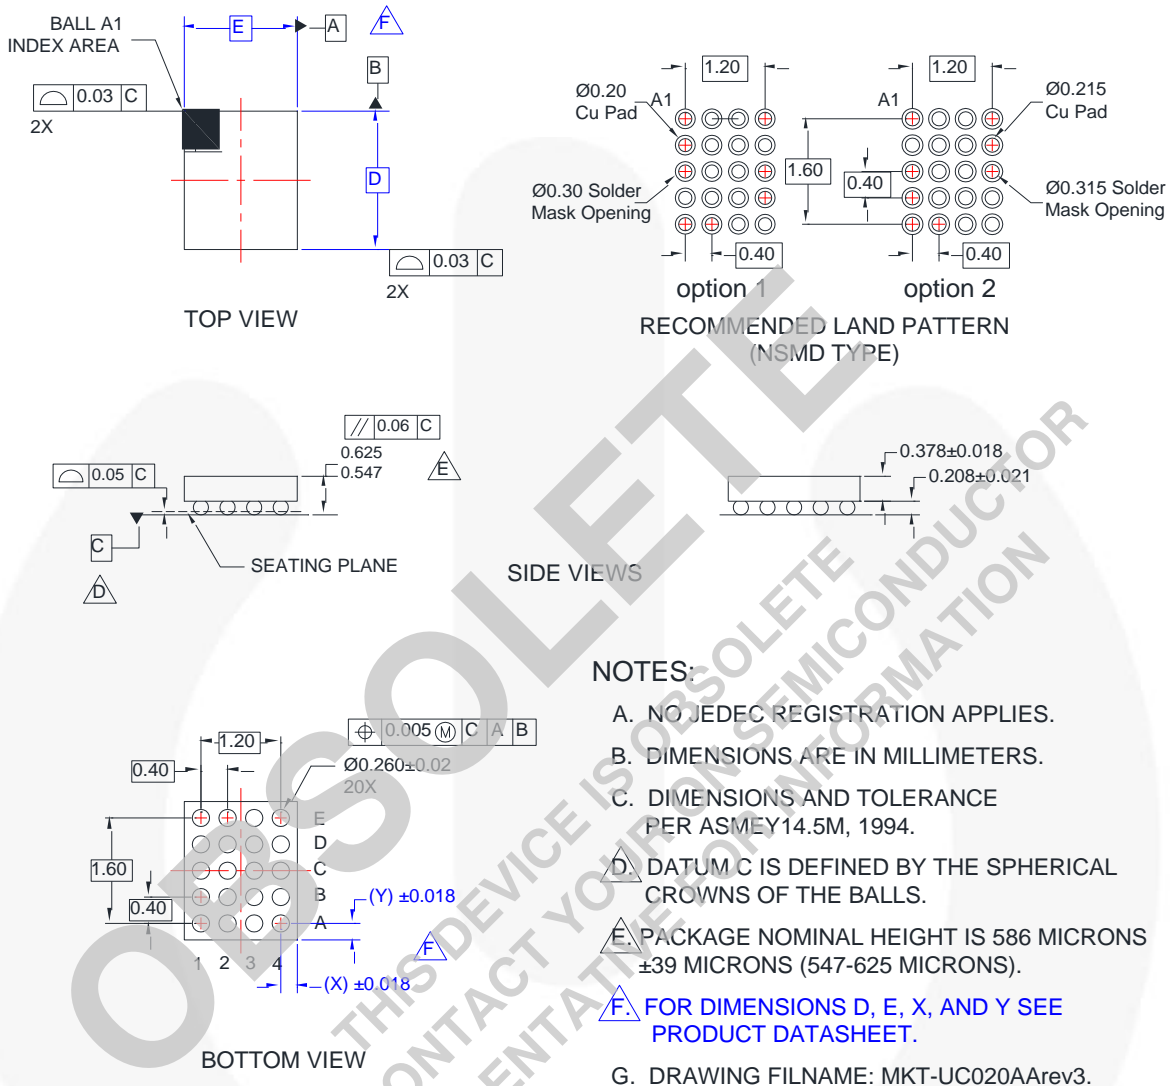 BALL A1
INDEX AREA
E
A
F
B
0.03 C
2X
D
0.03 C
2X
TOP VIEW
1.20
Ø0.20
Cu Pad
A1
Ø0.30 Solder
Mask Opening
0.40
option 1
1.20
A1
Ø0.215
Cu Pad
1.60
0.40
Ø0.315 Solder
Mask Opening
0.40
option 2
RECOMMENDED LAND PATTERN
(NSMD TYPE)
// 0.06 C
0.625
0.547
E
0.05 C
C
D
SEATING PLANE
0.378±0.018
0.208±0.021
SIDE VIEWS
0.005 M C A B
1.20
0.40
Ø0.260±0.02
20X
E
D
C
B
A
1.60
0.40
1 2 3 4
(Y) ±0.018
F
(X) ±0.018
BOTTOM VIEW
NOTES:
A. NO JEDEC REGISTRATION APPLIES.
B. DIMENSIONS ARE IN MILLIMETERS.
C. DIMENSIONS AND TOLERANCE
PER ASMEY14.5M, 1994.
D. DATUM C IS DEFINED BY THE SPHERICAL
CROWNS OF THE BALLS.
E. PACKAGE NOMINAL HEIGHT IS 586 MICRONS
±39 MICRONS (547-625 MICRONS).
F. FOR DIMENSIONS D, E, X, AND Y SEE
PRODUCT DATASHEET.
G. DRAWING FILNAME: MKT-UC020AArev3.
OBSOLETE
THIS DEVICE IS OBSOLETE
CONTACT YOUR ON SEMICONDUCTOR
ENTATIVE FOR INFORMATION